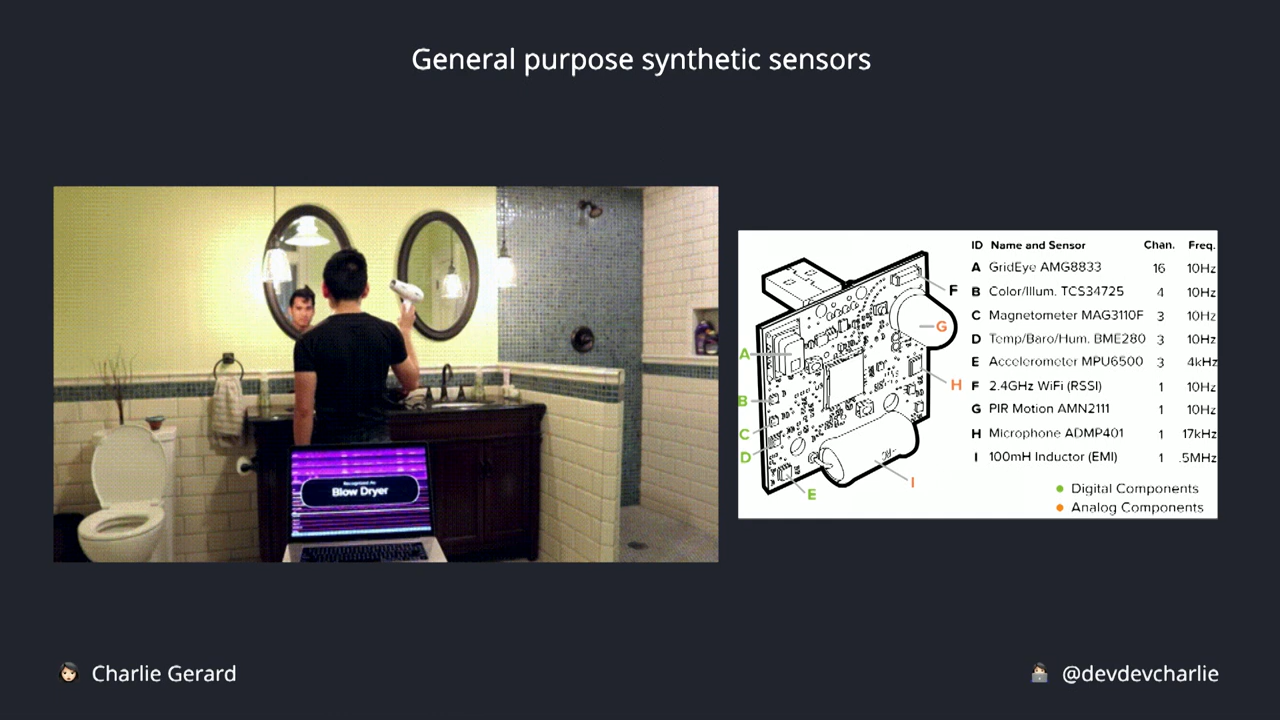 General purpose synthetic sensors
Recognized As
Blow Dryer
A
B
C
D
E
F
G
H
I
ID Name and Sensor Chan. Freq.
A GridEye AMG8833 16 10Hz
B Color/Illum. TCS34725 4 10Hz
C Magnetometer MAG3110F 3 10Hz
D Temp/Baro/Hum. BME280 3 10Hz
E Accelerometer MPU6500 3 4kHz
F 2.4GHz WiFi (RSSI) 1 10Hz
G PIR Motion AMN2111 1 10Hz
H Microphone ADMP401 1 17kHz
I 100mH Inductor (EMI) 1 .5MHz
Digital Components
Analog Components
Charlie Gerard
@devdevcharlie